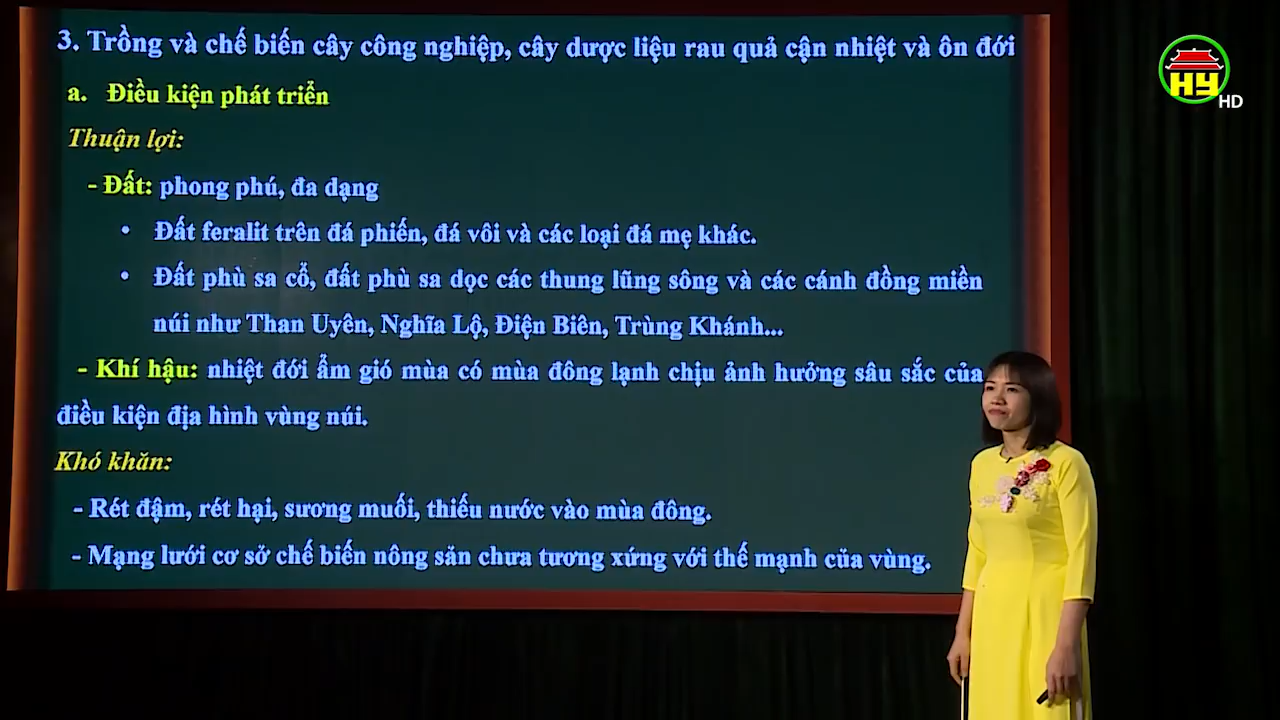 3. Trồng và chế biến cây công nghiệp, cây dược liệu rau quả cận nhiệt và ôn đới
a. Điều kiện phát triển
Thuận lợi:
- Đất: phong phú, đa dạng
• Đất feralit trên đá phiến, đá vôi và các loại đá mẹ khác.
• Đất phù sa cổ, đất phù sa dọc các thung lũng sông và các cánh đồng miền
núi như Than Uyên, Nghĩa Lộ, Điện Biên, Trùng Khánh...
- Khí hậu: nhiệt đới ẩm gió mùa có mùa đông lạnh chịu ảnh hưởng sâu sắc của
điều kiện địa hình vùng núi.
Khó khăn:
- Rét đậm, rét hại, sương muối, thiếu nước vào mùa đông.
- Mạng lưới cơ sở chế biến nông sản chưa tương xứng với thế mạnh của vùng.
HY
HD